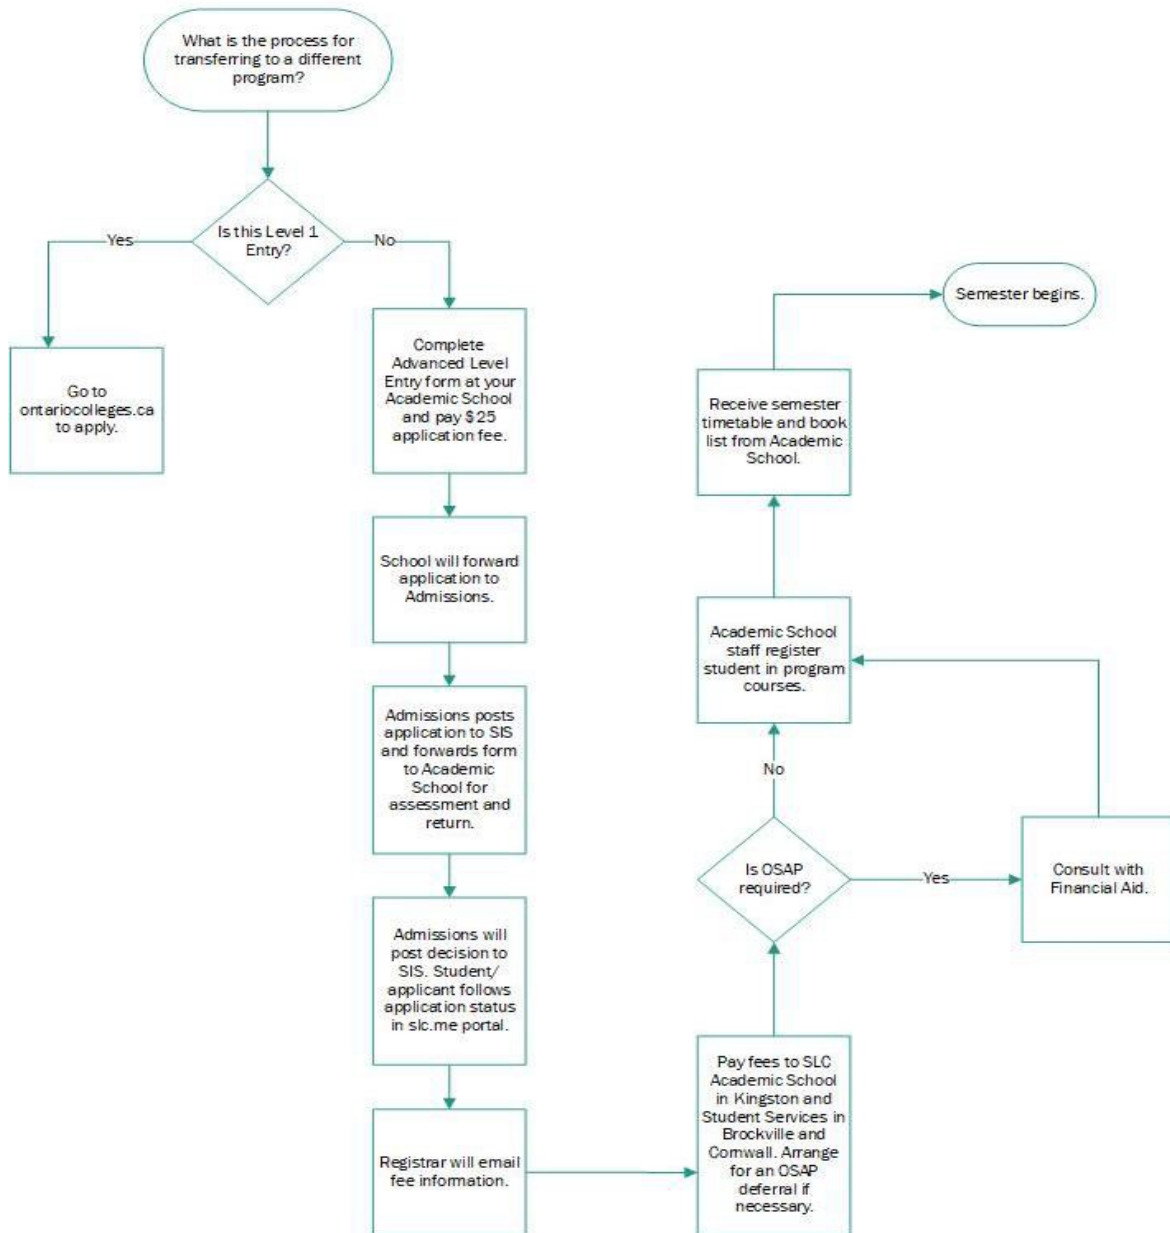 What is the process for
transferring to a different
program?
Is this Level 1
Entry?
Yes
No
Go to
ontariocolleges.ca
to apply.
Complete
Advanced Level
Entry form at your
Academic School
and pay $25
application fee.
School will forward
application to
Admissions.
Admissions posts
application to SIS
and forwards form
to Academic
School for
assessment and
return.
Admissions will
post decision to
SIS. Student/
applicant follows
application status
in slc.me portal.
Registrar will email
fee information.
Pay fees to SLC
Academic School
in Kingston and
Student Services in
Brockville and
Cornwall. Arrange
for an OSAP
deferral if
necessary.
Is OSAP
required?
Yes
Consult with
Financial Aid.
No
Academic School
staff register
student in program
courses.
Receive semester
timetable and book
list from Academic
School.
Semester begins.